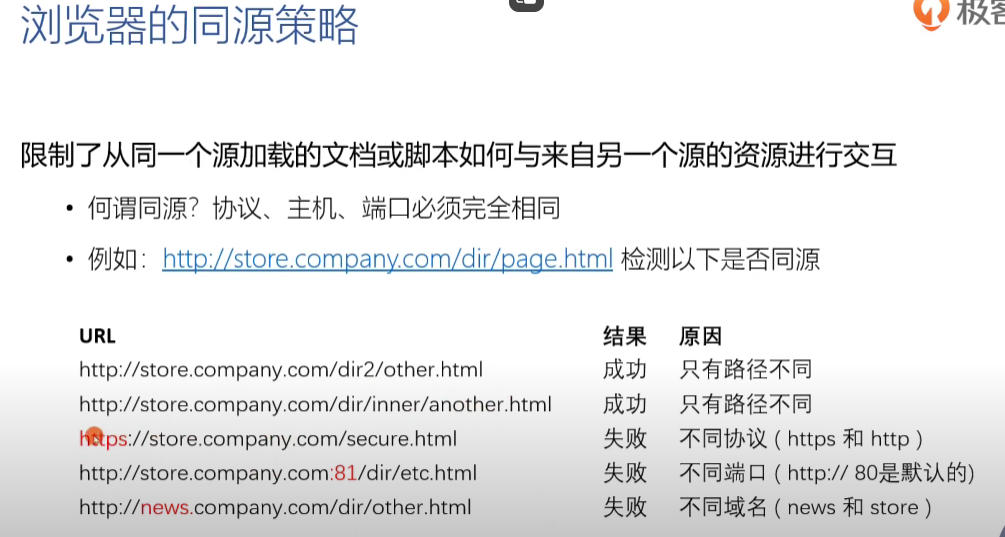 浏览器的同源策略
极客
限制了从同一个源加载的文档或脚本如何与来自另一个源的资源进行交互
• 何谓同源？协议、主机、端口必须完全相同
• 例如：http://store.company.com/dir/page.html 检测以下是否同源
URL 结果 原因
http://store.company.com/dir2/other.html 成功 只有路径不同
http://store.company.com/dir/inner/another.html 成功 只有路径不同
https://store.company.com/secure.html 失败 不同协议 ( https 和 http )
http://store.company.com:81/dir/etc.html 失败 不同端口 ( http:// 80是默认的)
http://news.company.com/dir/other.html 失败 不同域名 ( news 和 store )